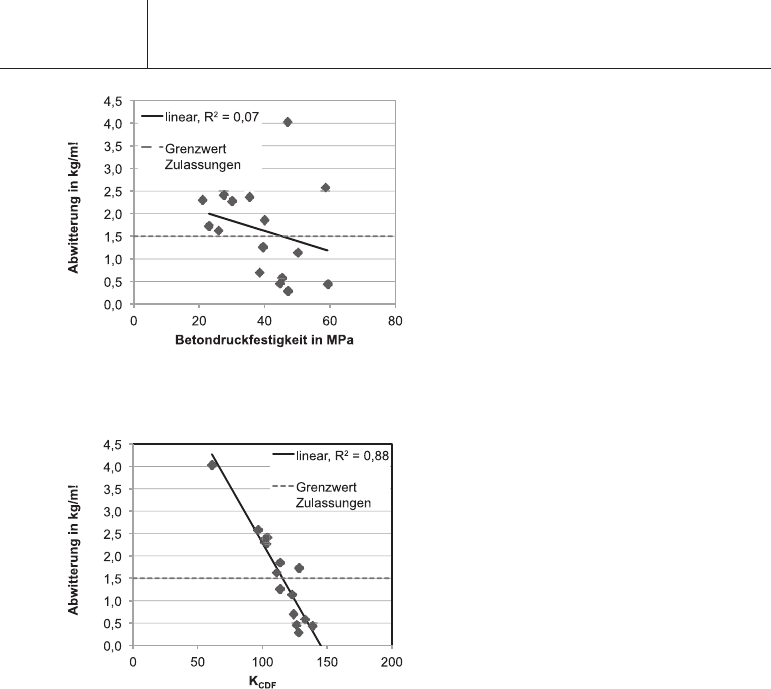 4,5
4,0
3,5
3,0
2,5
2,0
1,5
1,0
0,5
0,0
Abwitterung in kg/m!
linear, R² = 0,07
Grenzwert
Zulassungen
0 20 40 60 80
Betondruckfestigkeit in MPa
4,5
4,0
3,5
3,0
2,5
2,0
1,5
1,0
0,5
0,0
Abwitterung in kg/m!
linear, R² = 0,88
Grenzwert
Zulassungen
0 50 100 150 200
K_CDF